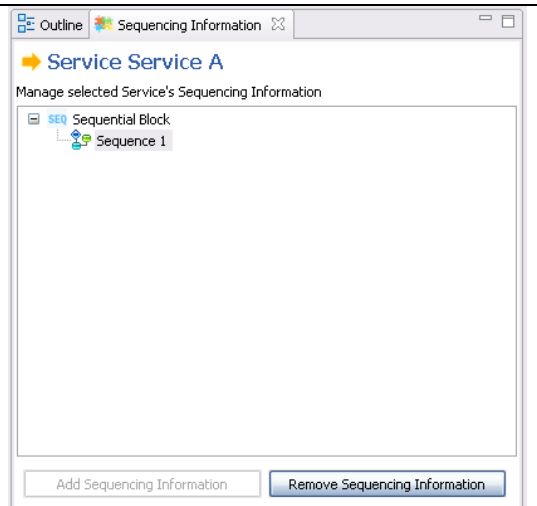 Outline Sequencing Information
Service Service A
Manage selected Service's Sequencing Information
SEQ Sequential Block
Sequence 1
Add Sequencing Information Remove Sequencing Information